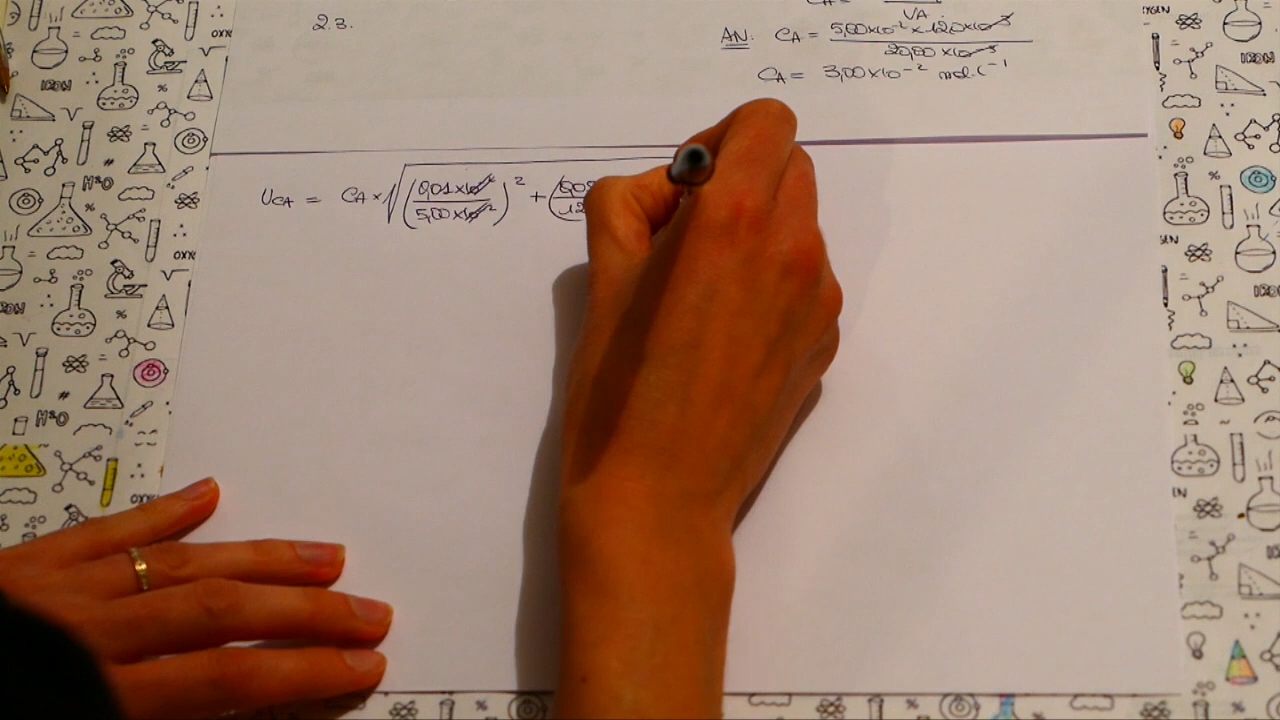 2.3.
CA =
VA
AN: CA = 5,00×10⁻² × 12,0×10⁻³
20,00 ×10⁻³
CA = 3,00×10⁻² mol.L⁻¹
UCA = CA × √ (0,01×10⁻² / 5,00×10⁻²)² + (